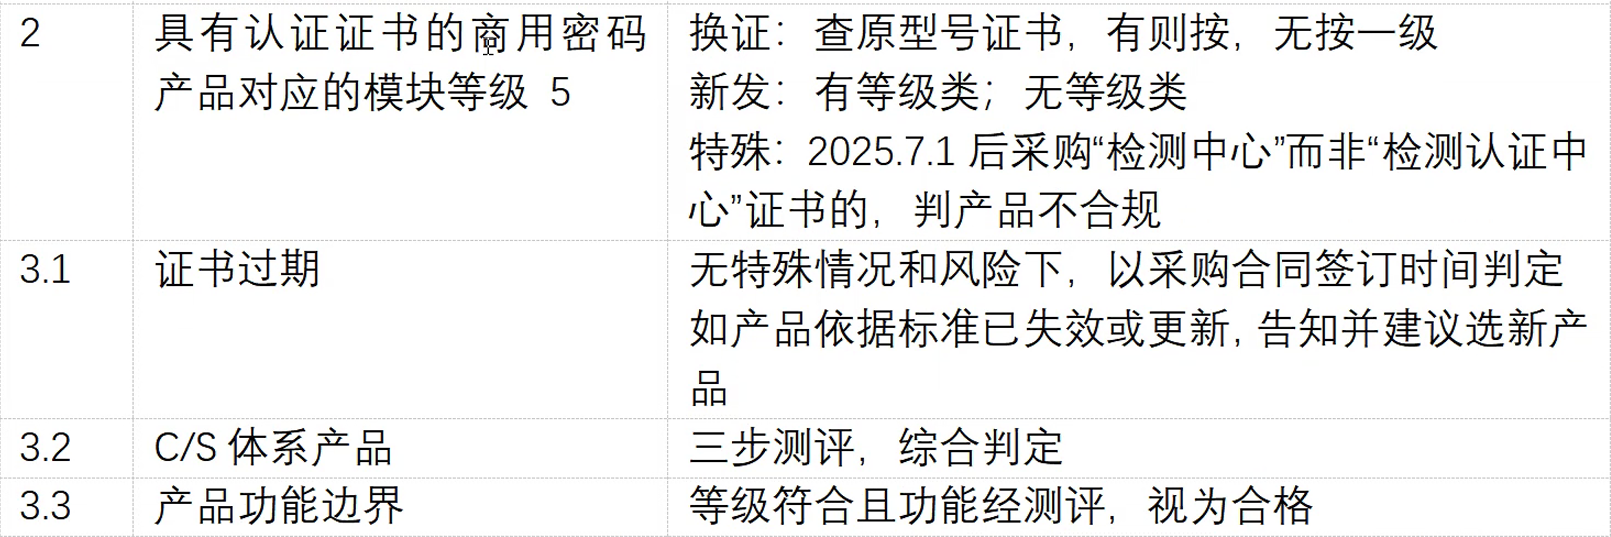 2
具有认证证书的商用密码
产品对应的模块等级 5
换证：查原型号证书，有则按，无按一级
新发：有等级类；无等级类
特殊：2025.7.1 后采购“检测中心”而非“检测认证中
心”证书的，判产品不合规
3.1
证书过期
无特殊情况和风险下，以采购合同签订时间判定
如产品依据标准已失效或更新, 告知并建议选新产
品
3.2
C/S 体系产品
三步测评，综合判定
3.3
产品功能边界
等级符合且功能经测评，视为合格